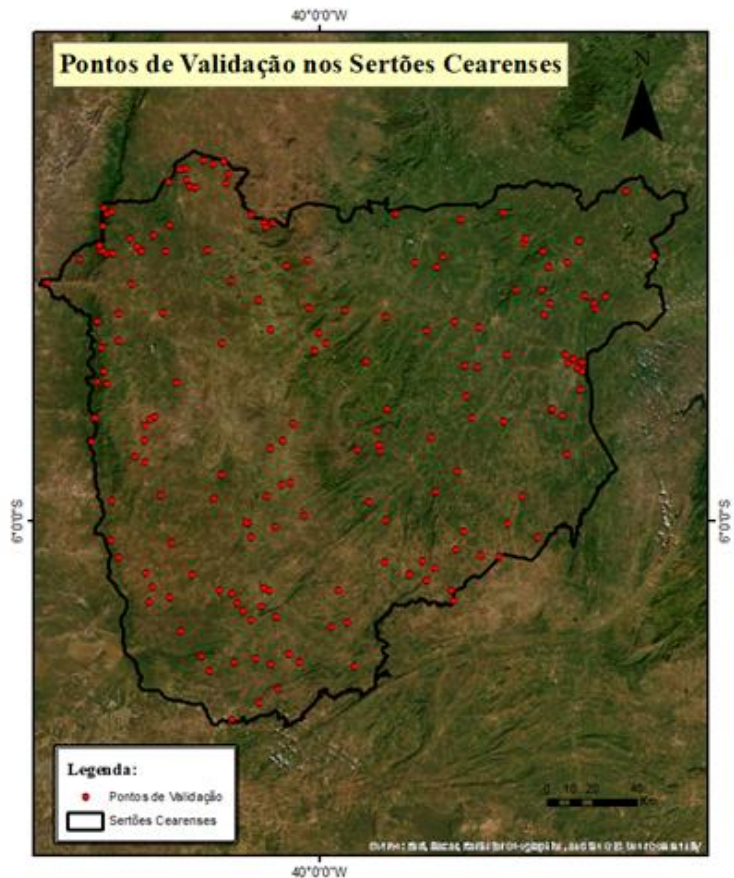 40°0'0"W
Pontos de Validação nos Sertões Cearenses
N
6°0'0"S
6°0'0"S
Legenda:
Pontos de Validação
Sertões Cearenses
0 10 20 40
Km
40°0'0"W